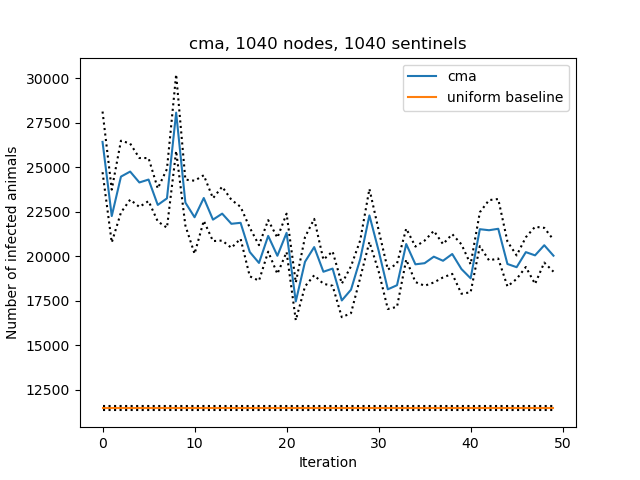 cma, 1040 nodes, 1040 sentinels
cma
uniform baseline
Number of infected animals
30000
27500
25000
22500
20000
17500
15000
12500
0 10 20 30 40 50
Iteration